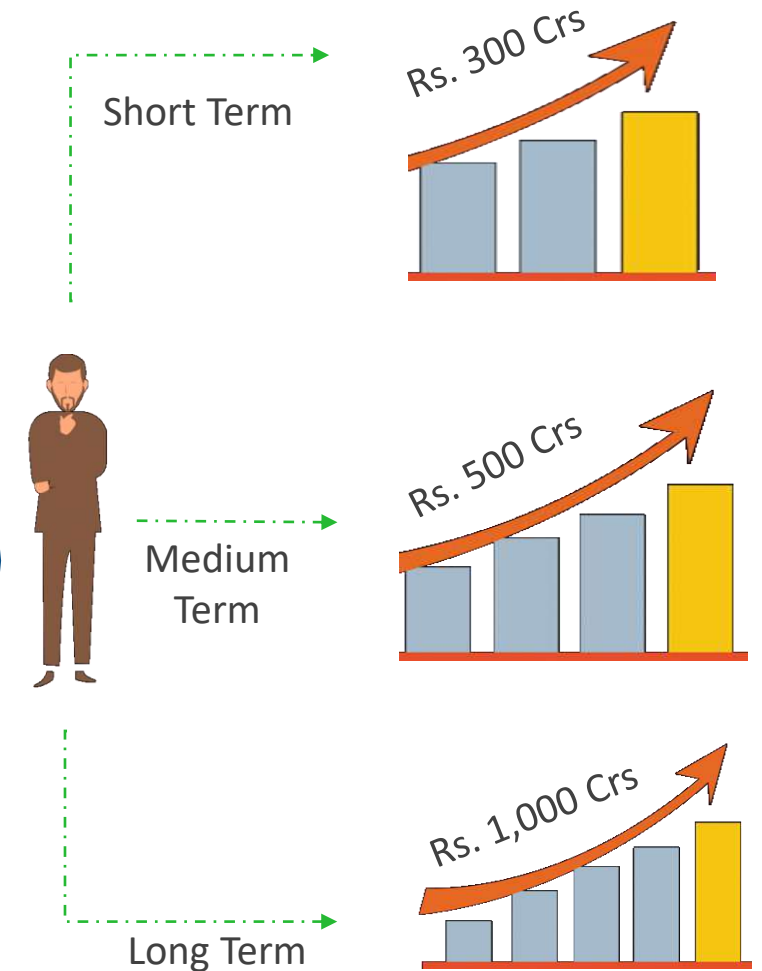 Short Term
Rs. 300 Crs
Medium
Term
Rs. 500 Crs
Long Term
Rs. 1,000 Crs